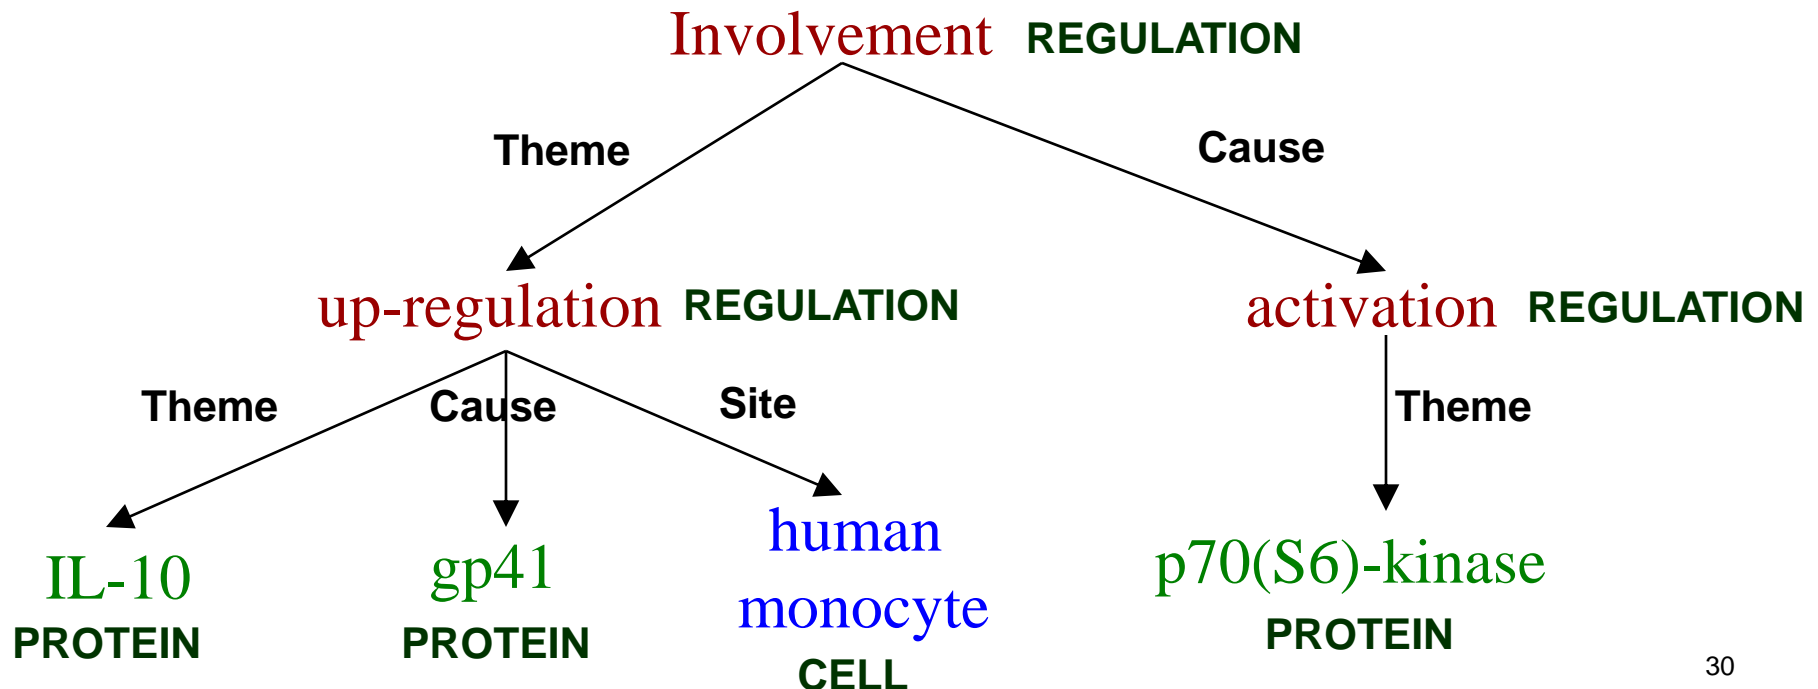 Involvement REGULATION
Theme
Cause
up-regulation REGULATION
activation REGULATION
Theme
Cause
Site
Theme
IL-10
PROTEIN
gp41
PROTEIN
human
monocyte
CELL
p70(S6)-kinase
PROTEIN
30